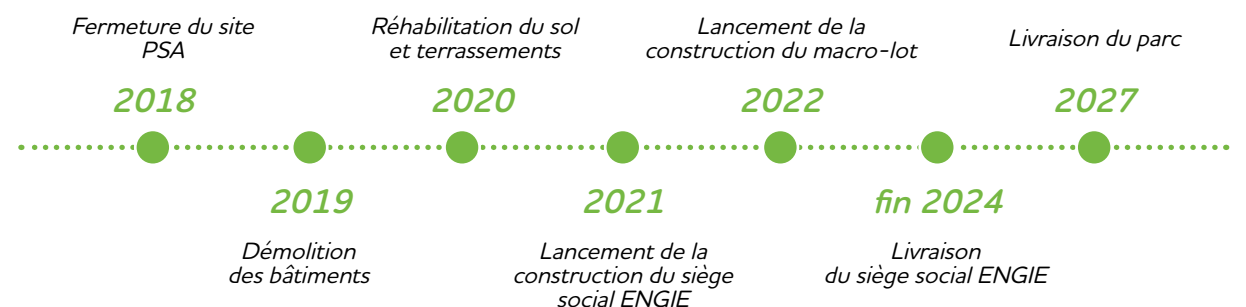 Fermeture du site
PSA
2018
Démolition
des bâtiments
2019
Réhabilitation du sol
et terrassements
2020
2021
Lancement de la
construction du siège
social ENGIE
Lancement de la
construction du macro-lot
2022
fin 2024
Livraison
du siège social ENGIE
Livraison du parc
2027